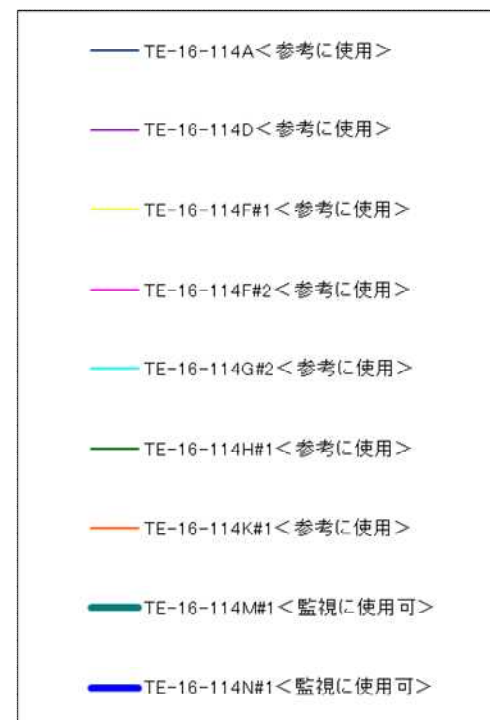 TE-16-114A＜参考に使用＞
TE-16-114D＜参考に使用＞
TE-16-114F#1＜参考に使用＞
TE-16-114F#2＜参考に使用＞
TE-16-114G#2＜参考に使用＞
TE-16-114H#1＜参考に使用＞
TE-16-114K#1＜参考に使用＞
TE-16-114M#1＜監視に使用可＞
TE-16-114N#1＜監視に使用可＞